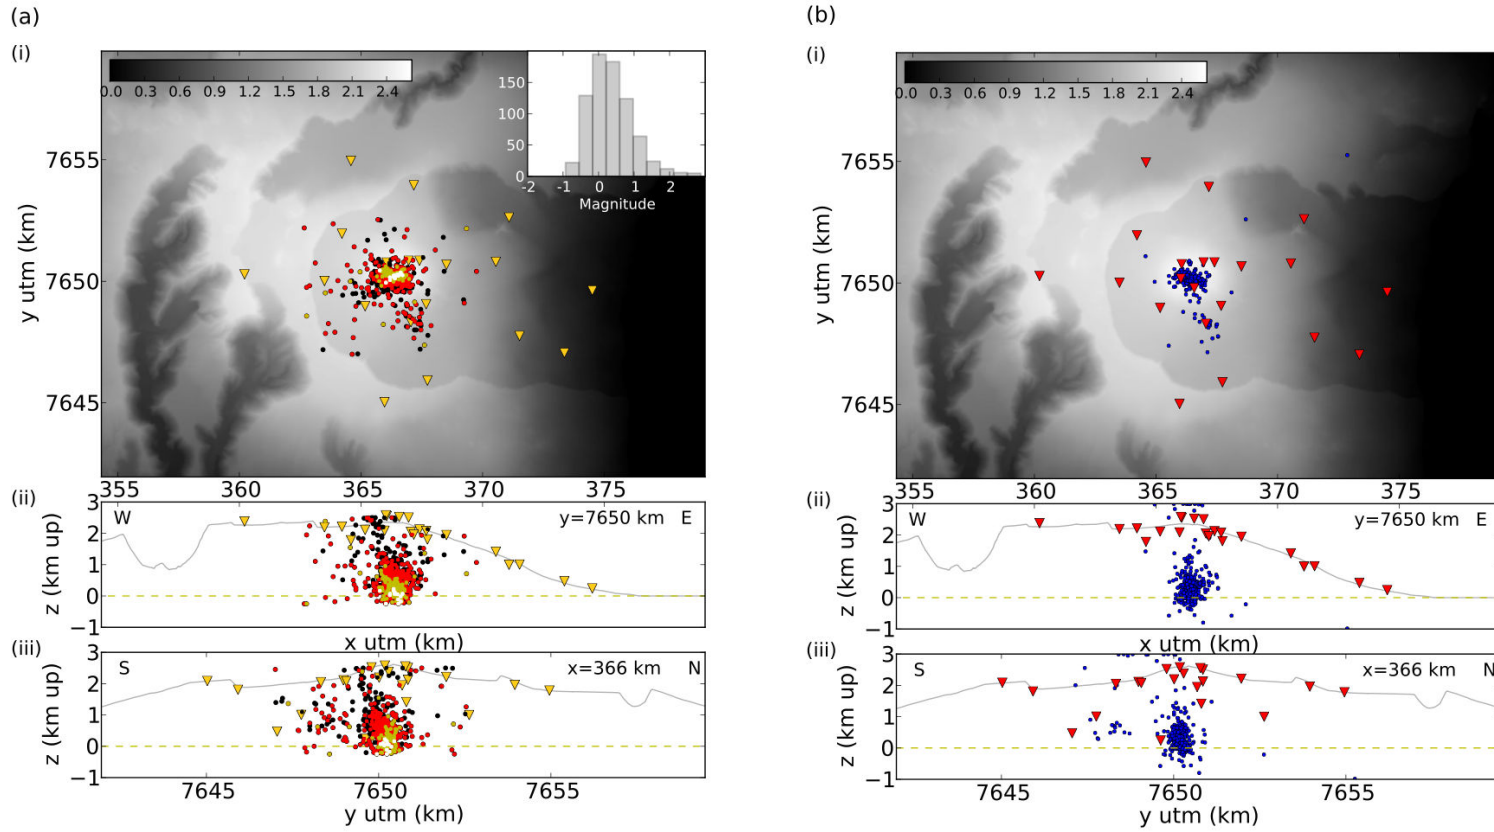 (a)
(i)
0.0 0.3 0.6 0.9 1.2 1.5 1.8 2.1 2.4
150
100
50
0
-2 -1 0 1 2
Magnitude
7655
7650
7645
y utm (km)
355 360 365 370 375
(ii)
3
2
1
0
−1
z (km up)
W
y=7650 km E
x utm (km)
(iii)
3
2
1
0
−1
z (km up)
S
x=366 km N
7645 7650 7655
y utm (km)
(b)
(i)
0.0 0.3 0.6 0.9 1.2 1.5 1.8 2.1 2.4
7655
7650
7645
y utm (km)
355 360 365 370 375
(ii)
3
2
1
0
−1
z (km up)
W
y=7650 km E
x utm (km)
(iii)
3
2
1
0
−1
z (km up)
S
x=366 km N
7645 7650 7655
y utm (km)